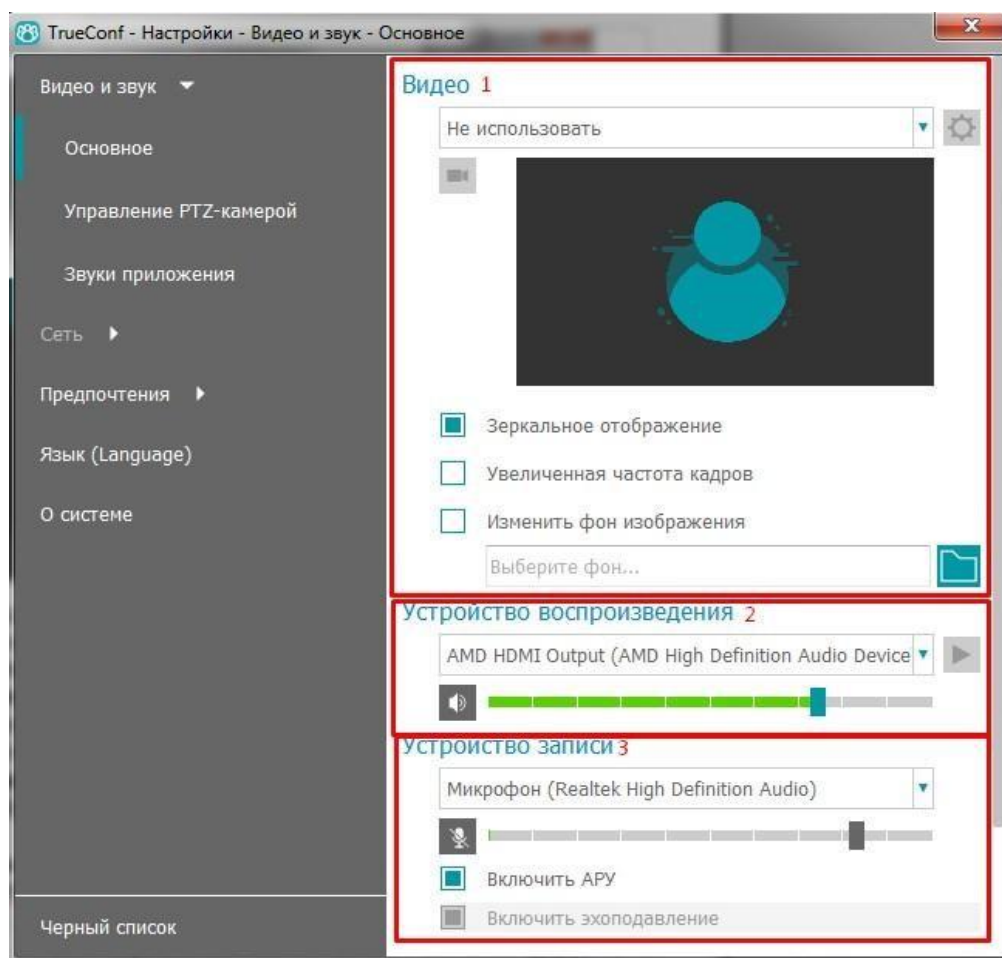 TrueConf - Настройки - Видео и звук - Основное
Видео и звук
Основное
Управление PTZ-камерой
Звуки приложения
Сеть
Предпочтения
Язык (Language)
О системе
Черный список
Видео 1
Не использовать
Зеркальное отображение
Увеличенная частота кадров
Изменить фон изображения
Выберите фон...
Устройство воспроизведения 2
AMD HDMI Output (AMD High Definition Audio Device
Устройство записи 3
Микрофон (Realtek High Definition Audio)
Включить АРУ
Включить эхоподавление